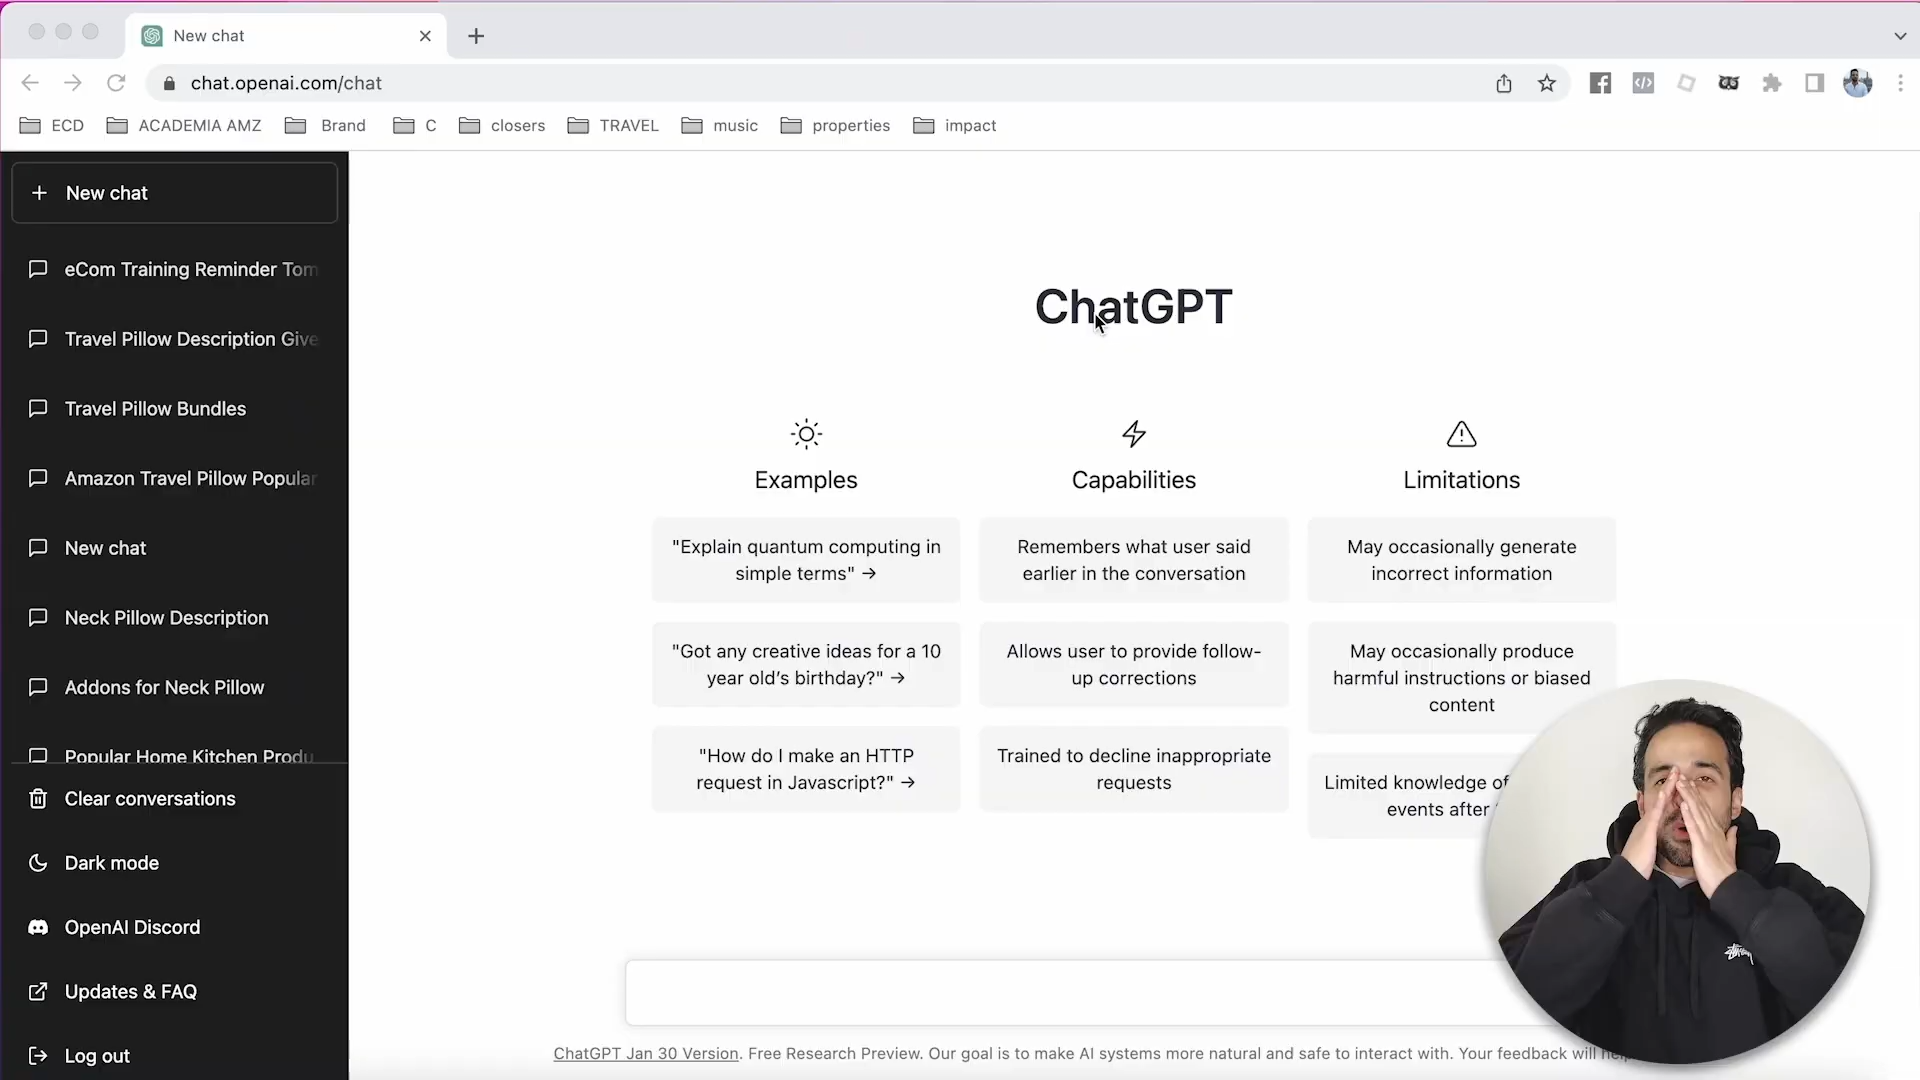 New chat
chat.openai.com/chat
ECD ACADEMIA AMZ Brand C closers TRAVEL music properties impact
New chat
eCom Training Reminder Tom
Travel Pillow Description Give
Travel Pillow Bundles
Amazon Travel Pillow Popular
New chat
Neck Pillow Description
Addons for Neck Pillow
Popular Home Kitchen Produ
Clear conversations
Dark mode
OpenAI Discord
Updates & FAQ
Log out
ChatGPT
Examples
"Explain quantum computing in
simple terms" →
"Got any creative ideas for a 10
year old's birthday?" →
"How do I make an HTTP
request in Javascript?" →
Capabilities
Remembers what user said
earlier in the conversation
Allows user to provide follow-
up corrections
Trained to decline inappropriate
requests
Limitations
May occasionally generate
incorrect information
May occasionally produce
harmful instructions or biased
content
Limited knowledge of
events after
ChatGPT Jan 30 Version. Free Research Preview. Our goal is to make AI systems more natural and safe to interact with. Your feedback will